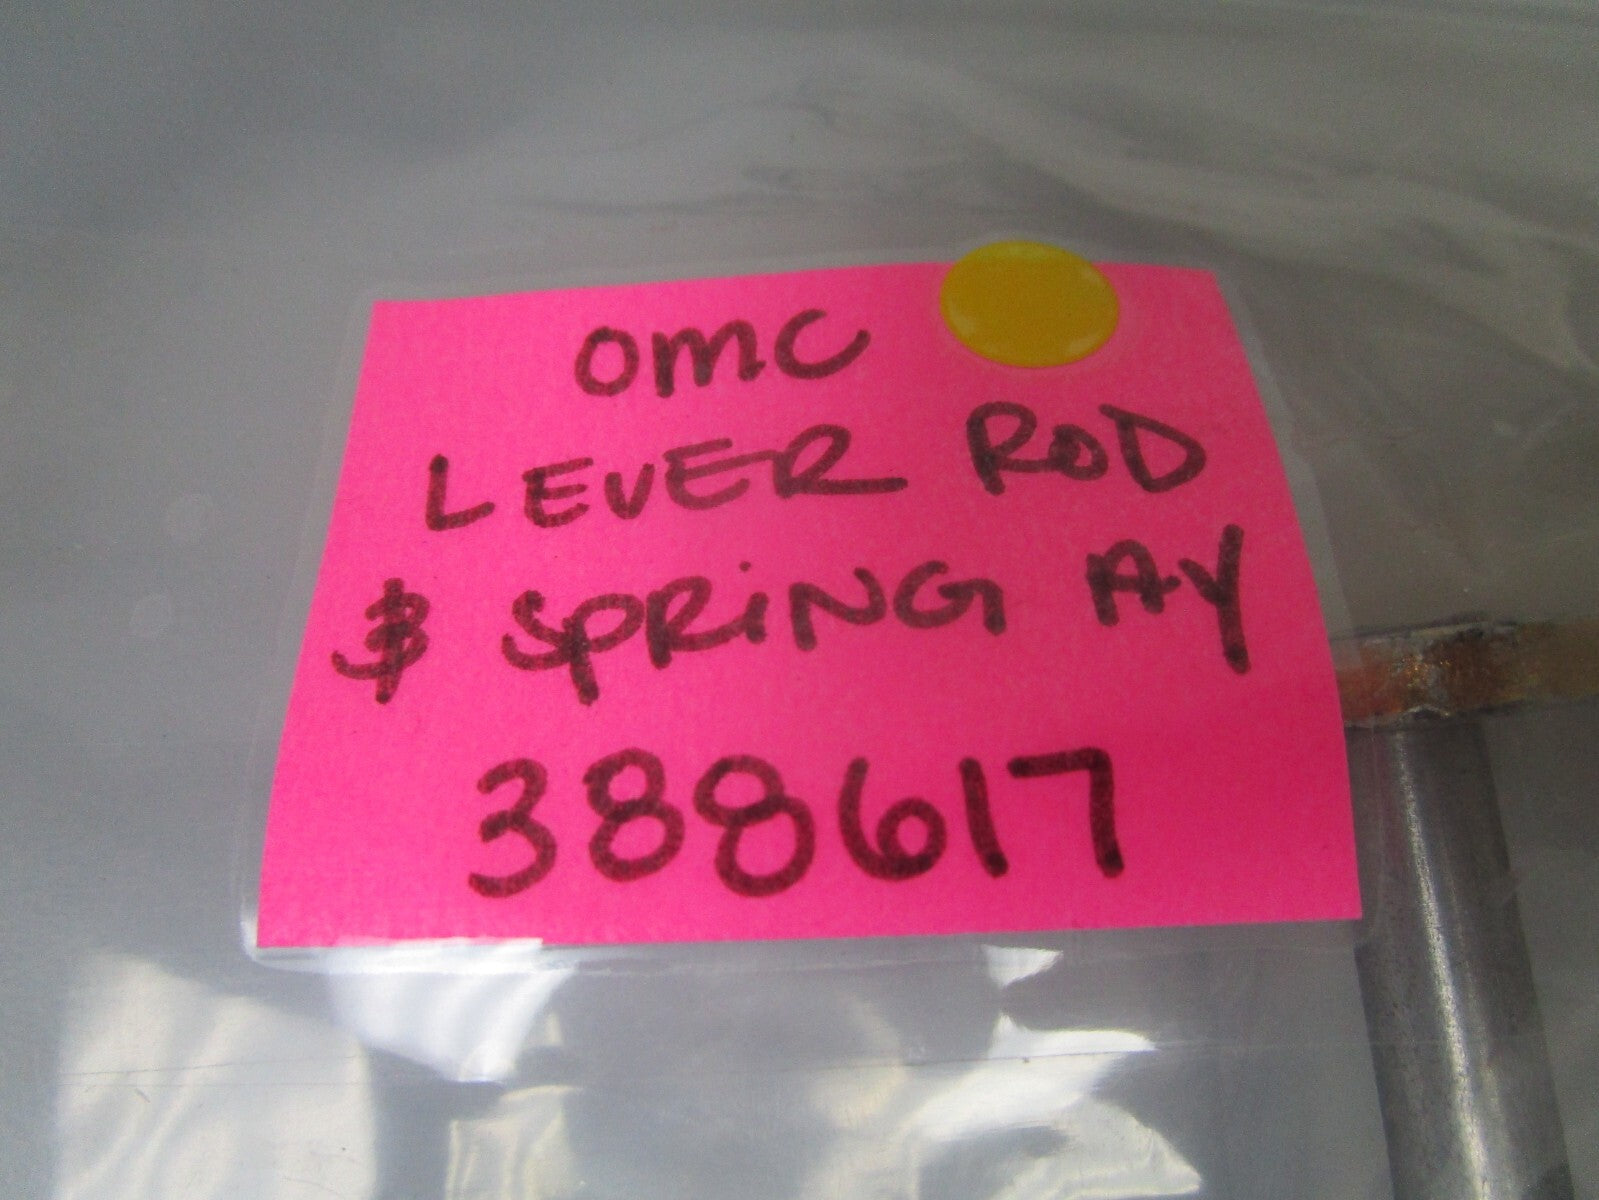 OMC
LEVER ROD
& SPRING AY
388617